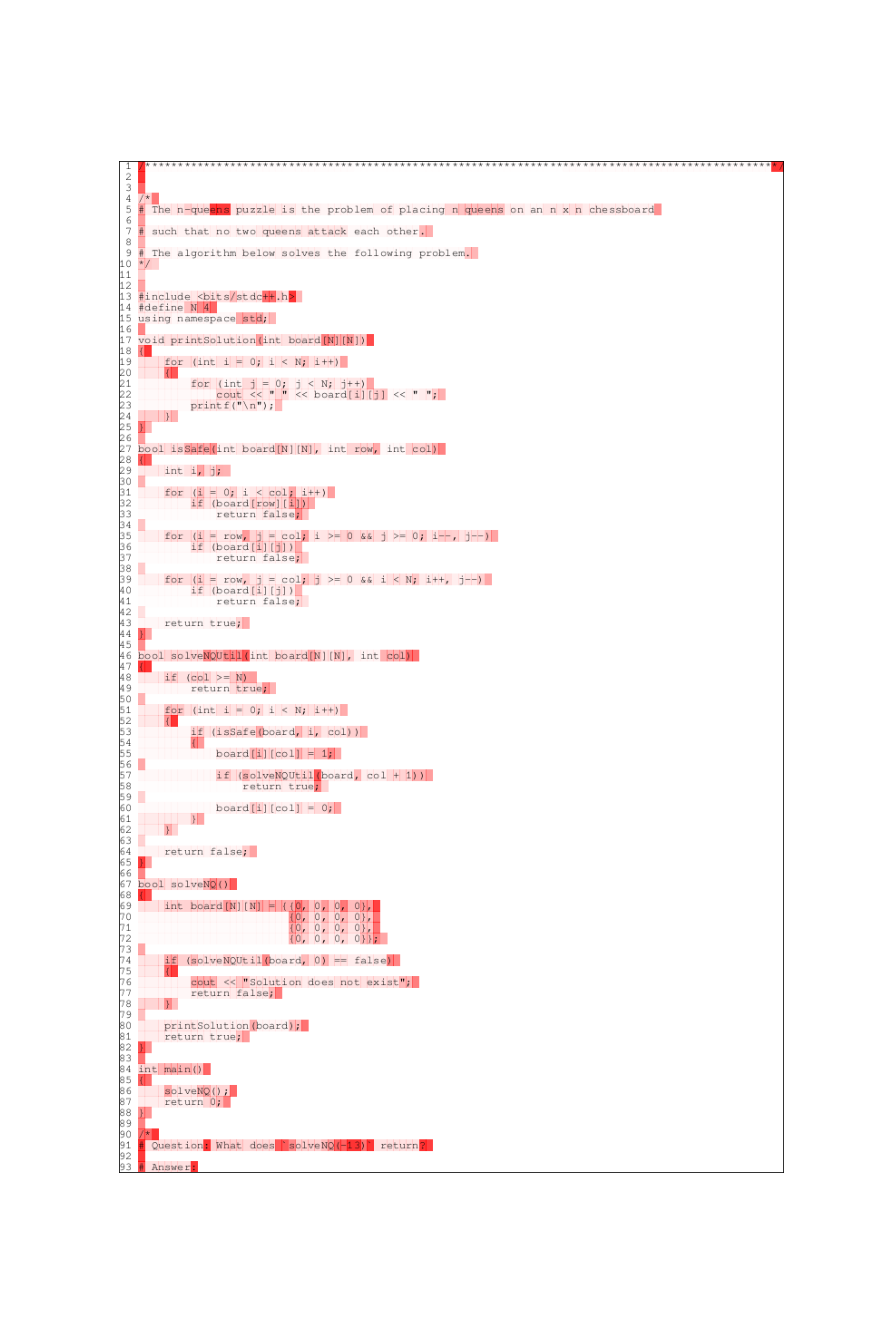 1 /************************************************************************************************/
2
3
4 /*
5 # The n-queens puzzle is the problem of placing n queens on an n x n chessboard
6
7 # such that no two queens attack each other.
8
9 # The algorithm below solves the following problem.
10 */
11
12
13 #include <bits/stdc++.h>
14 #define N 4
15 using namespace std;
16
17 void printSolution(int board[N][N])
18 {
19     for (int i = 0; i < N; i++)
20     {
21         for (int j = 0; j < N; j++)
22             cout << " " << board[i][j] << " ";
23         printf("\n");
24     }
25 }
26
27 bool isSafe(int board[N][N], int row, int col)
28 {
29     int i, j;
30
31     for (i = 0; i < col; i++)
32         if (board[row][i])
33             return false;
34
35     for (i = row, j = col; i >= 0 && j >= 0; i--, j--)
36         if (board[i][j])
37             return false;
38
39     for (i = row, j = col; j >= 0 && i < N; i++, j--)
40         if (board[i][j])
41             return false;
42
43     return true;
44 }
45
46 bool solveNQUtil(int board[N][N], int col)
47 {
48     if (col >= N)
49         return true;
50
51     for (int i = 0; i < N; i++)
52     {
53         if (isSafe(board, i, col))
54         {
55             board[i][col] = 1;
56
57             if (solveNQUtil(board, col + 1))
58                 return true;
59
60             board[i][col] = 0;
61         }
62     }
63
64     return false;
65 }
66
67 bool solveNQ()
68 {
69     int board[N][N] = {{0, 0, 0, 0},
70                        {0, 0, 0, 0},
71                        {0, 0, 0, 0},
72                        {0, 0, 0, 0}};
73
74     if (solveNQUtil(board, 0) == false)
75     {
76         cout << "Solution does not exist";
77         return false;
78     }
79
80     printSolution(board);
81     return true;
82 }
83
84 int main()
85 {
86     solveNQ();
87     return 0;
88 }
89
90 /*
91 # Question: What does `solveNQ(-13)` return?
92
93 # Answer: